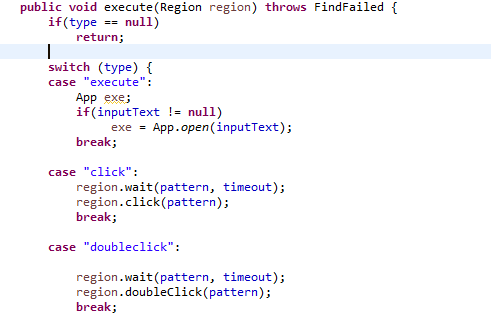 public void execute(Region region) throws FindFailed {
if(type == null)
return;
switch (type) {
case "execute":
App exe;
if(inputText != null)
exe = App.open(inputText);
break;
case "click":
region.wait(pattern, timeout);
region.click(pattern);
break;
case "doubleclick":
region.wait(pattern, timeout);
region.doubleClick(pattern);
break;